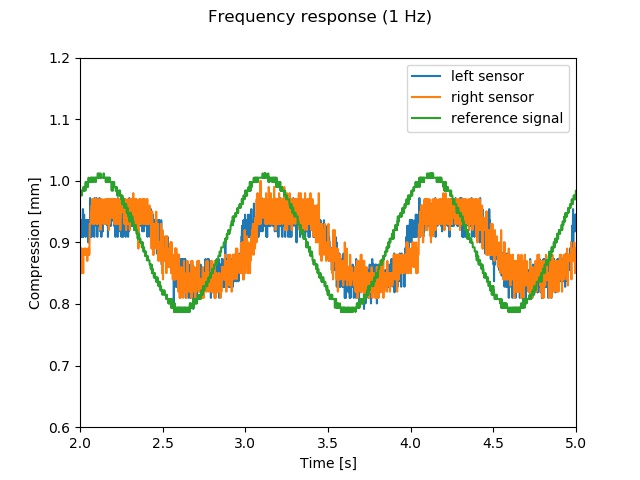 Frequency response (1 Hz)
left sensor
right sensor
reference signal
1.2
1.1
1.0
0.9
0.8
0.7
0.6
Compression [mm]
2.0 2.5 3.0 3.5 4.0 4.5 5.0
Time [s]